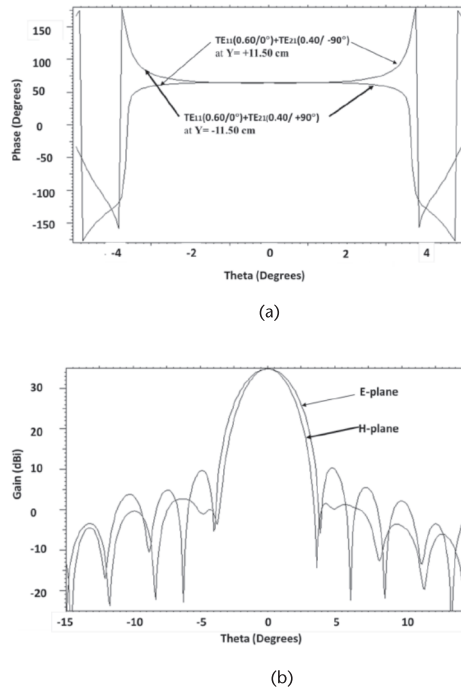 150
100
50
0
-50
-100
-150
Phase (Degrees)
TE11(0.60/0°)+TE21(0.40/ -90°)
at Y= +11.50 cm
TE11(0.60/0°)+TE21(0.40/ +90°)
at Y= -11.50 cm
-4 -2 0 2 4
Theta (Degrees)
(a)
30
20
10
0
-10
-20
Gain (dBi)
E-plane
H-plane
-15 -10 -5 0 5 10
Theta (Degrees)
(b)